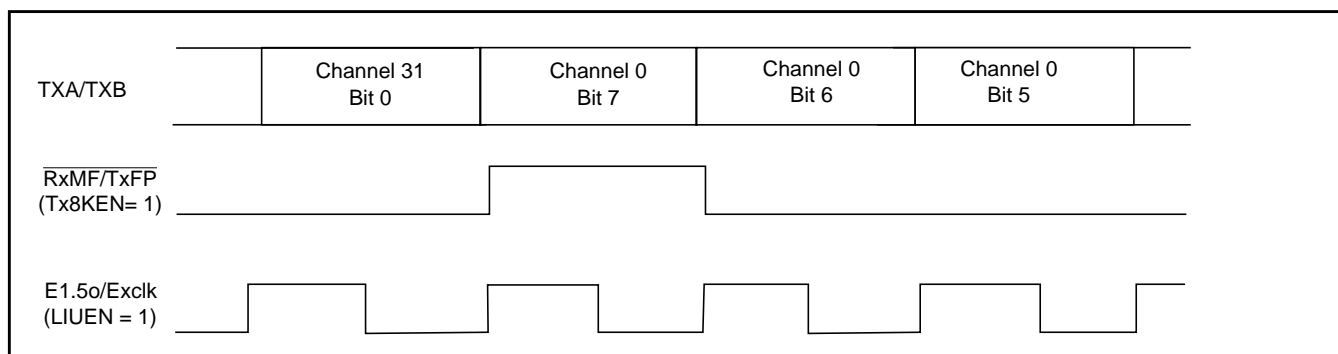 TXA/TXB
Channel 31
Bit 0
Channel 0
Bit 7
Channel 0
Bit 6
Channel 0
Bit 5
RxMF/TxFP
(Tx8KEN= 1)
E1.5o/Exclk
(LIUEN = 1)